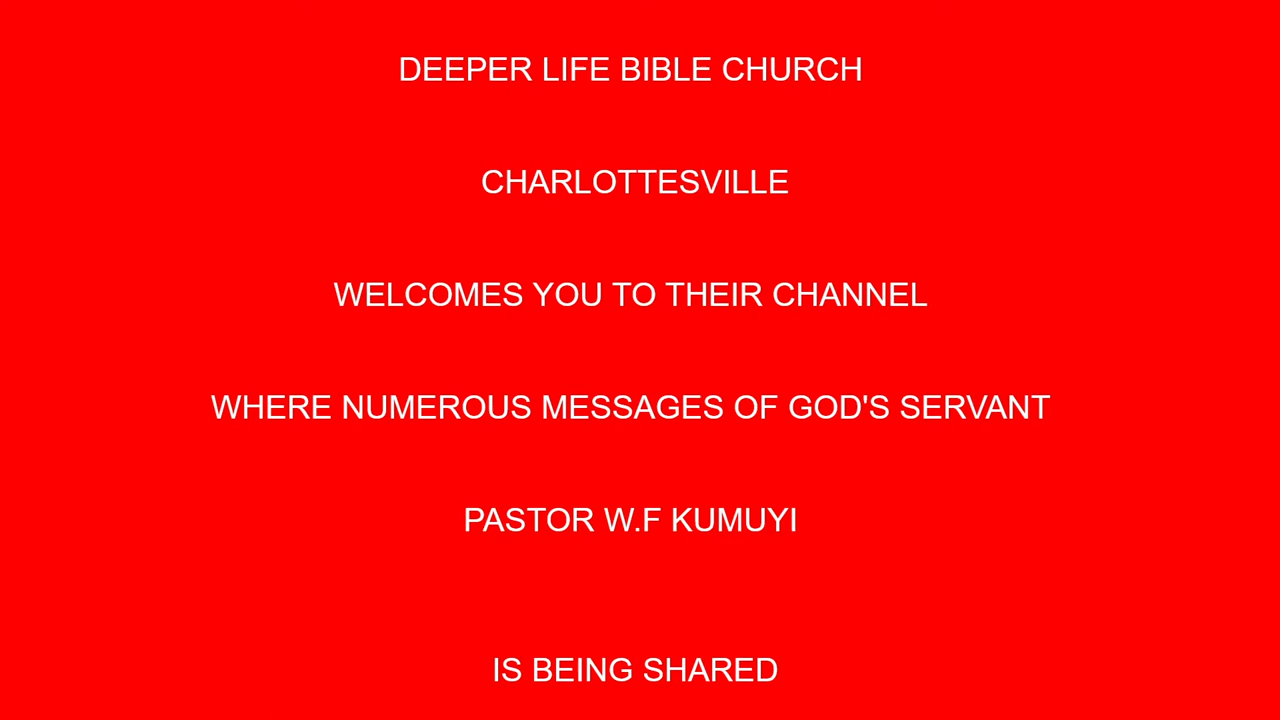 DEEPER LIFE BIBLE CHURCH
CHARLOTTESVILLE
WELCOMES YOU TO THEIR CHANNEL
WHERE NUMEROUS MESSAGES OF GOD'S SERVANT
PASTOR W.F KUMUYI
IS BEING SHARED